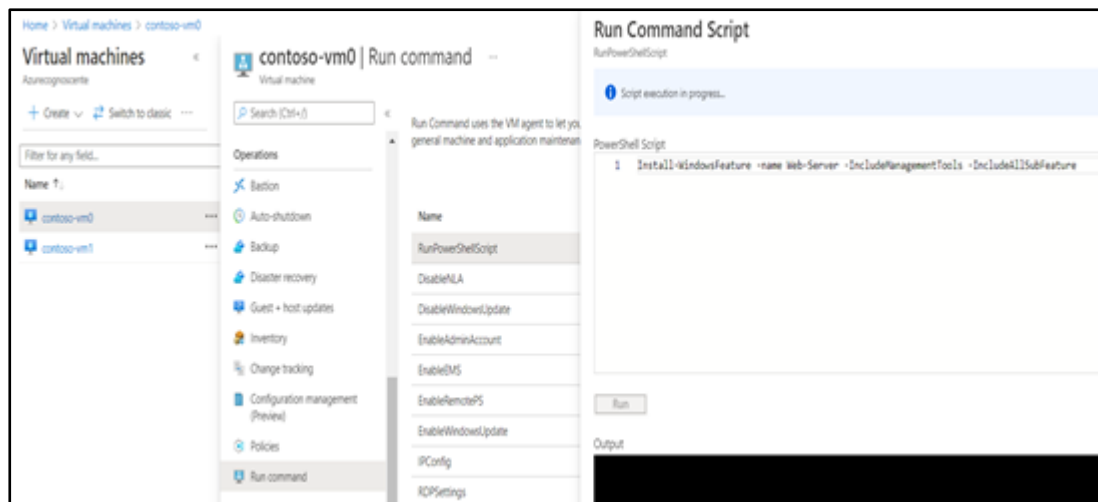 Home > Virtual machines > contoso-vm0
Virtual machines «
Azurecognoscente
+ Create Switch to classic ...
Filter for any field...
Name ↑↓
contoso-vm0 ...
contoso-vm1 ...
contoso-vm0 | Run command ...
Virtual machine
Search (Ctrl+/) «
Operations
Bastion
Auto-shutdown
Backup
Disaster recovery
Guest + host updates
Inventory
Change tracking
Configuration management
(Preview)
Policies
Run command
Run Command uses the VM agent to let you
general machine and application maintenan
Name
RunPowerShellScript
DisableNLA
DisableWindowsUpdate
EnableAdminAccount
EnableEMS
EnableRemotePS
EnableWindowsUpdate
IPConfig
RDPSettings
Run Command Script
RunPowerShellScript
Script execution in progress...
PowerShell Script
1 Install-WindowsFeature -name Web-Server -IncludeManagementTools -IncludeAllSubFeature
Run
Output